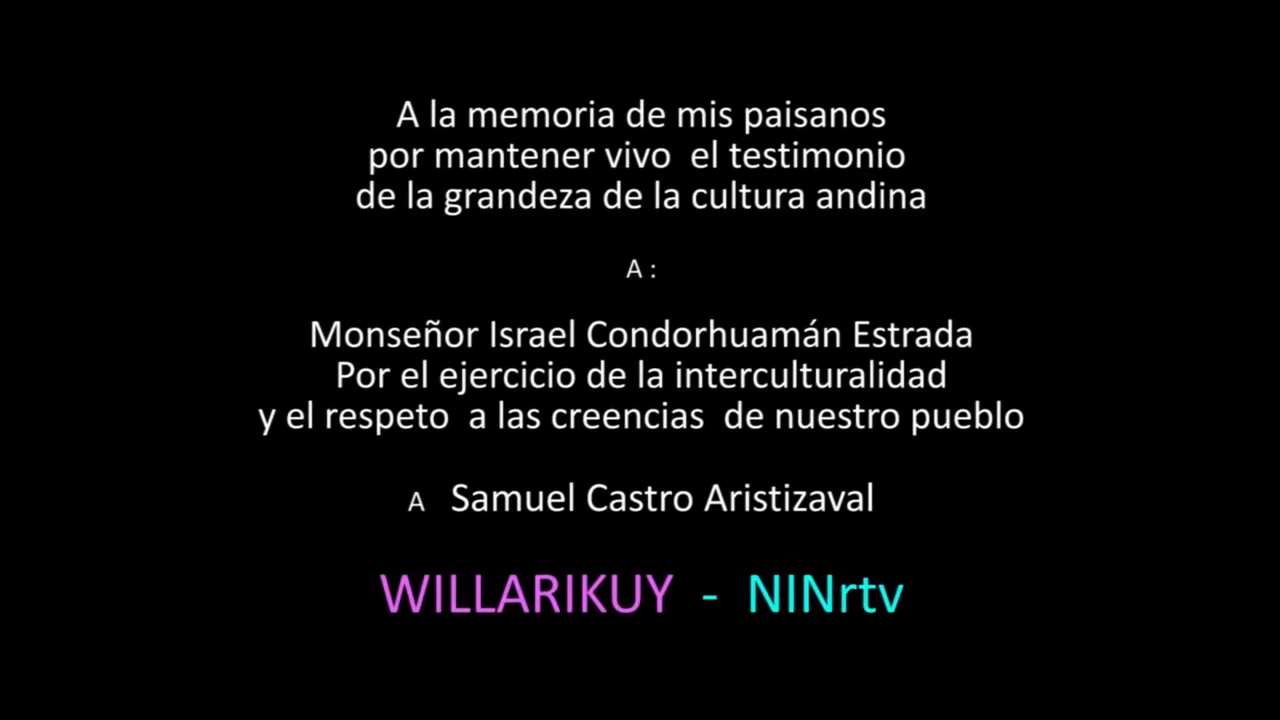 A la memoria de mis paisanos
por mantener vivo el testimonio
de la grandeza de la cultura andina
A :
Monseñor Israel Condorhuamán Estrada
Por el ejercicio de la interculturalidad
y el respeto a las creencias de nuestro pueblo
A Samuel Castro Aristizaval
WILLARIKUY - NINrtv